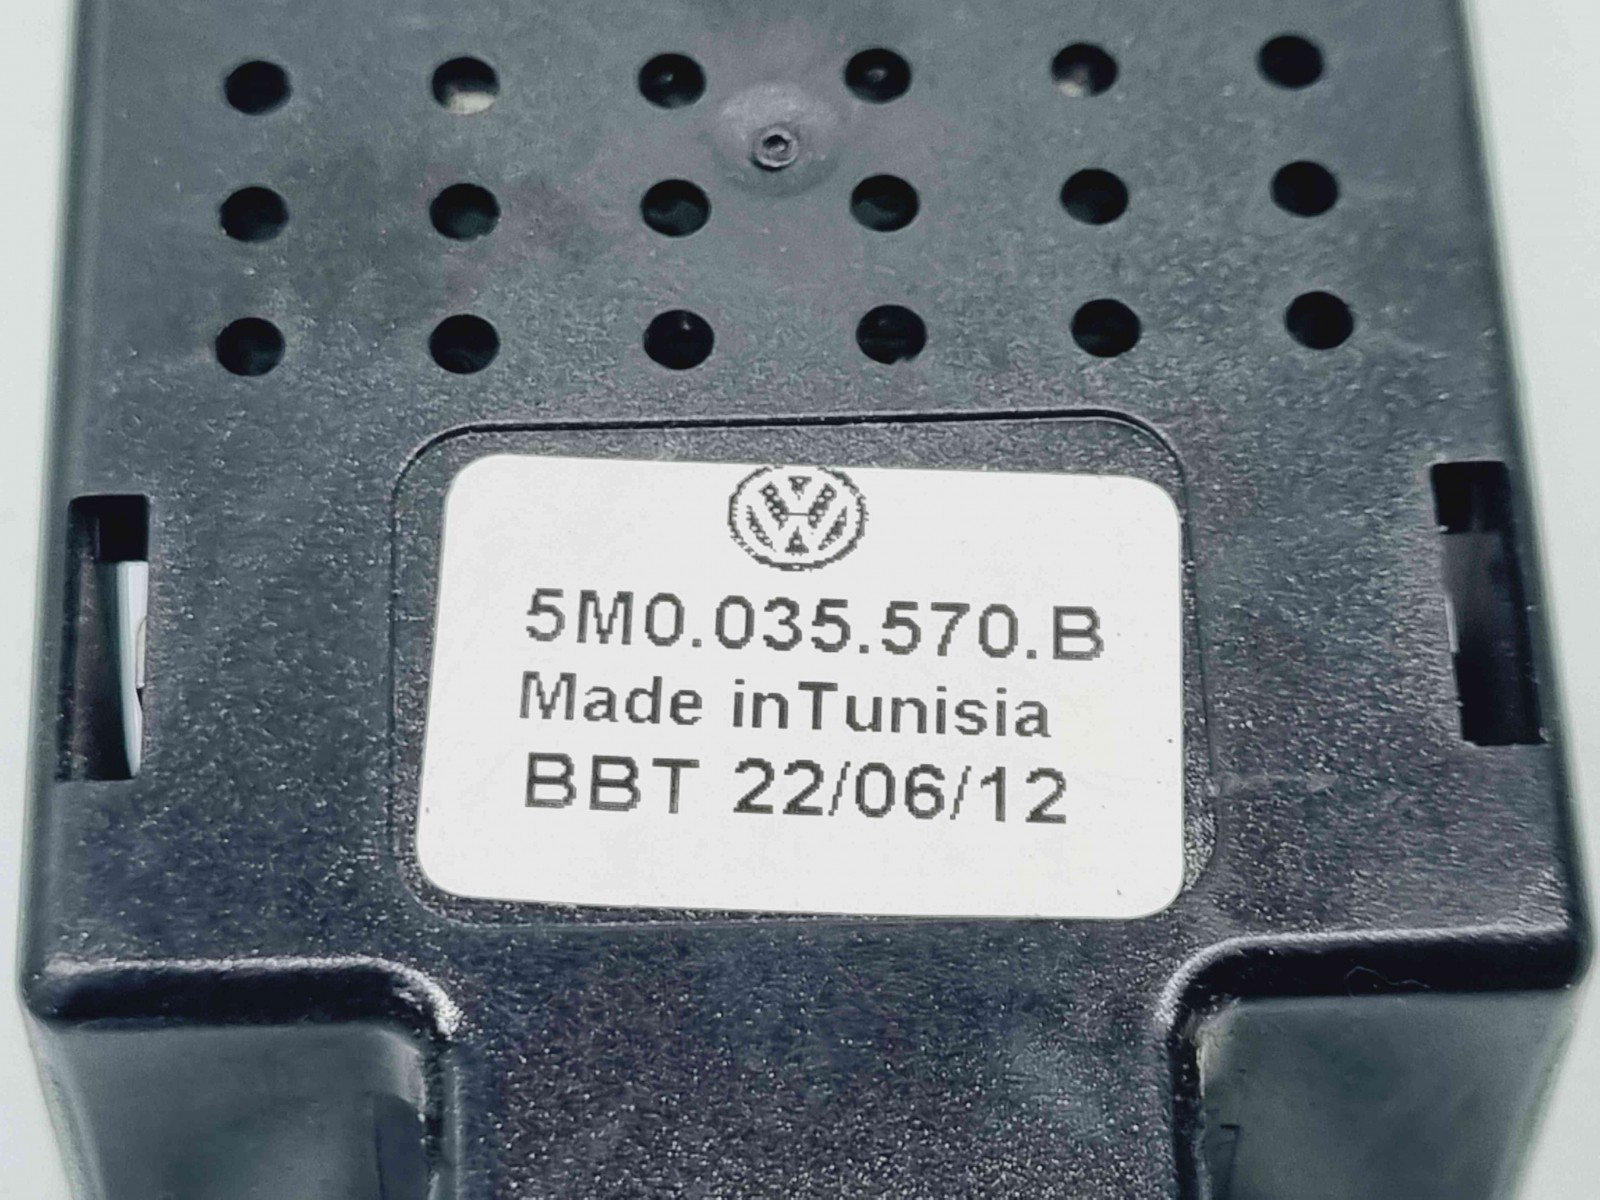 5M0.035.570.B
Made inTunisia
BBT 22/06/12